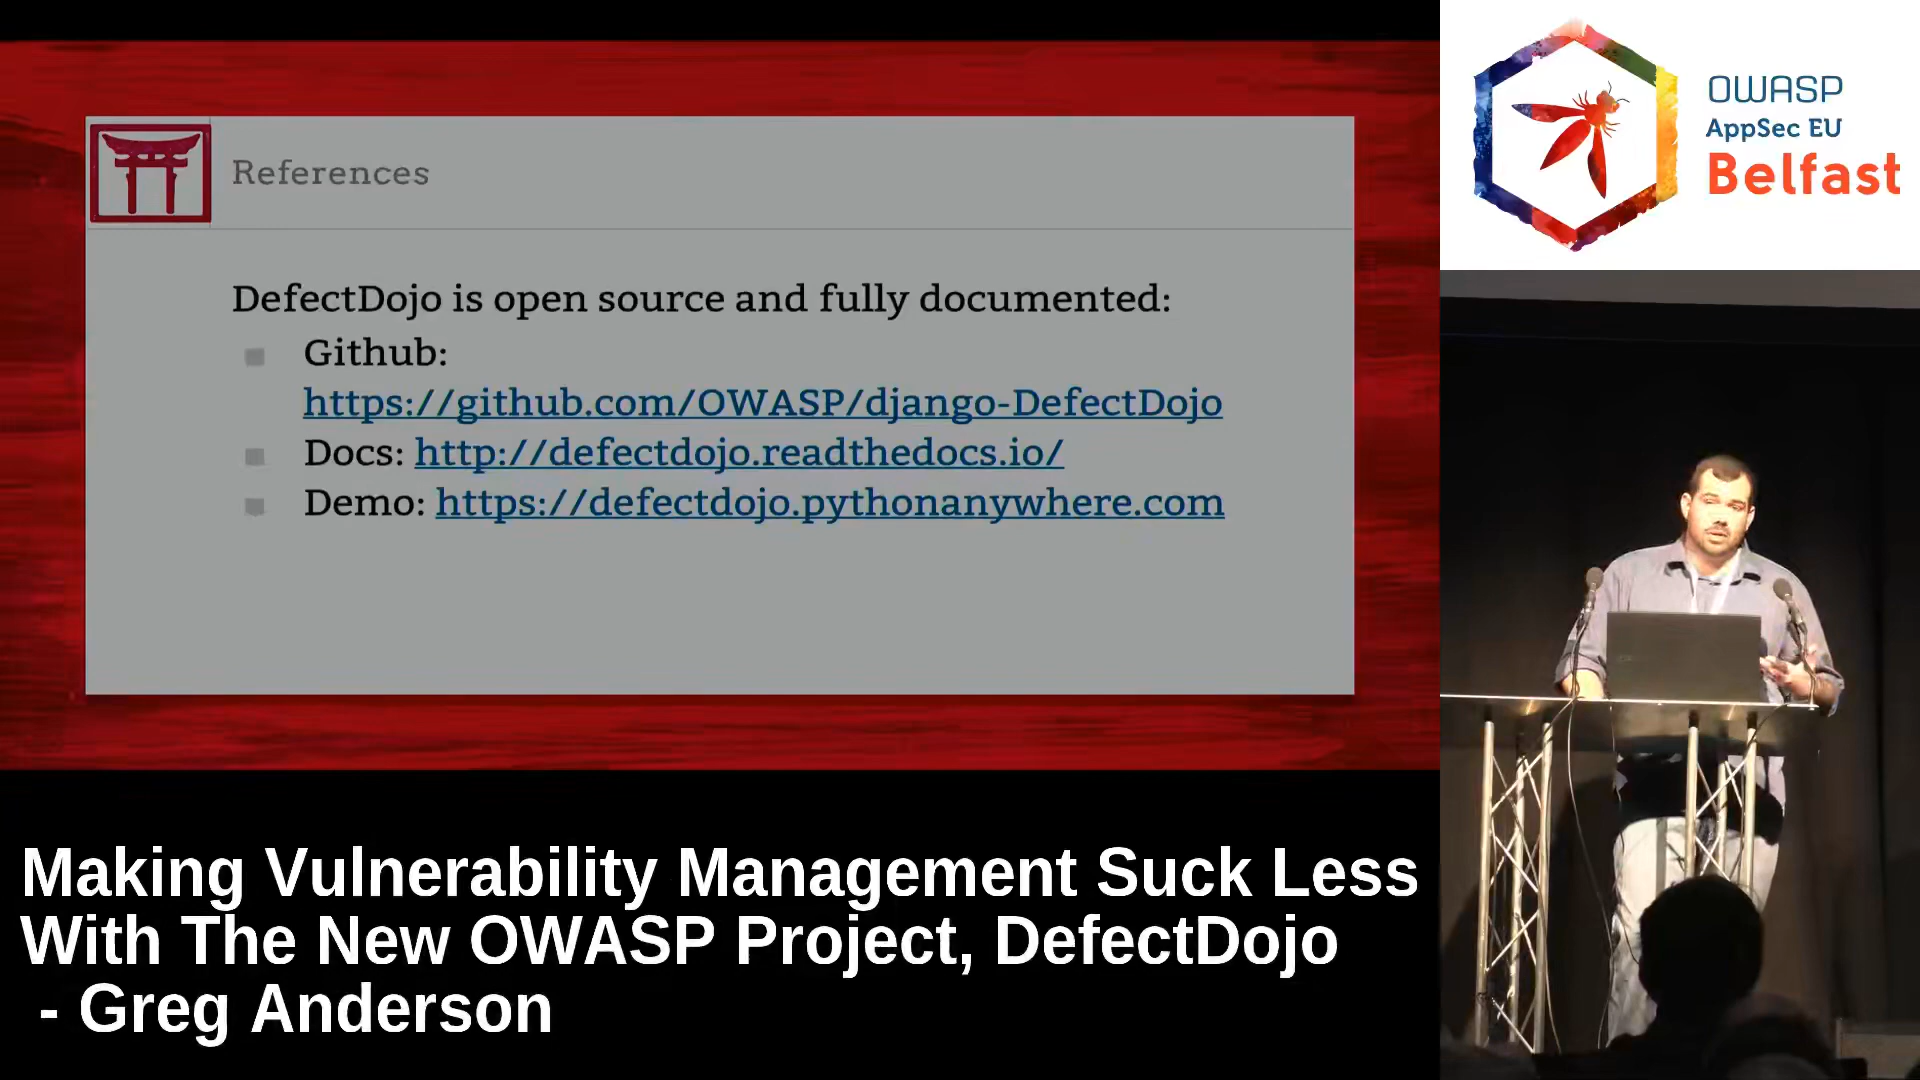 References
DefectDojo is open source and fully documented:
Github:
https://github.com/OWASP/django-DefectDojo
Docs: http://defectdojo.readthedocs.io/
Demo: https://defectdojo.pythonanywhere.com
OWASP
AppSec EU
Belfast
Making Vulnerability Management Suck Less
With The New OWASP Project, DefectDojo
- Greg Anderson